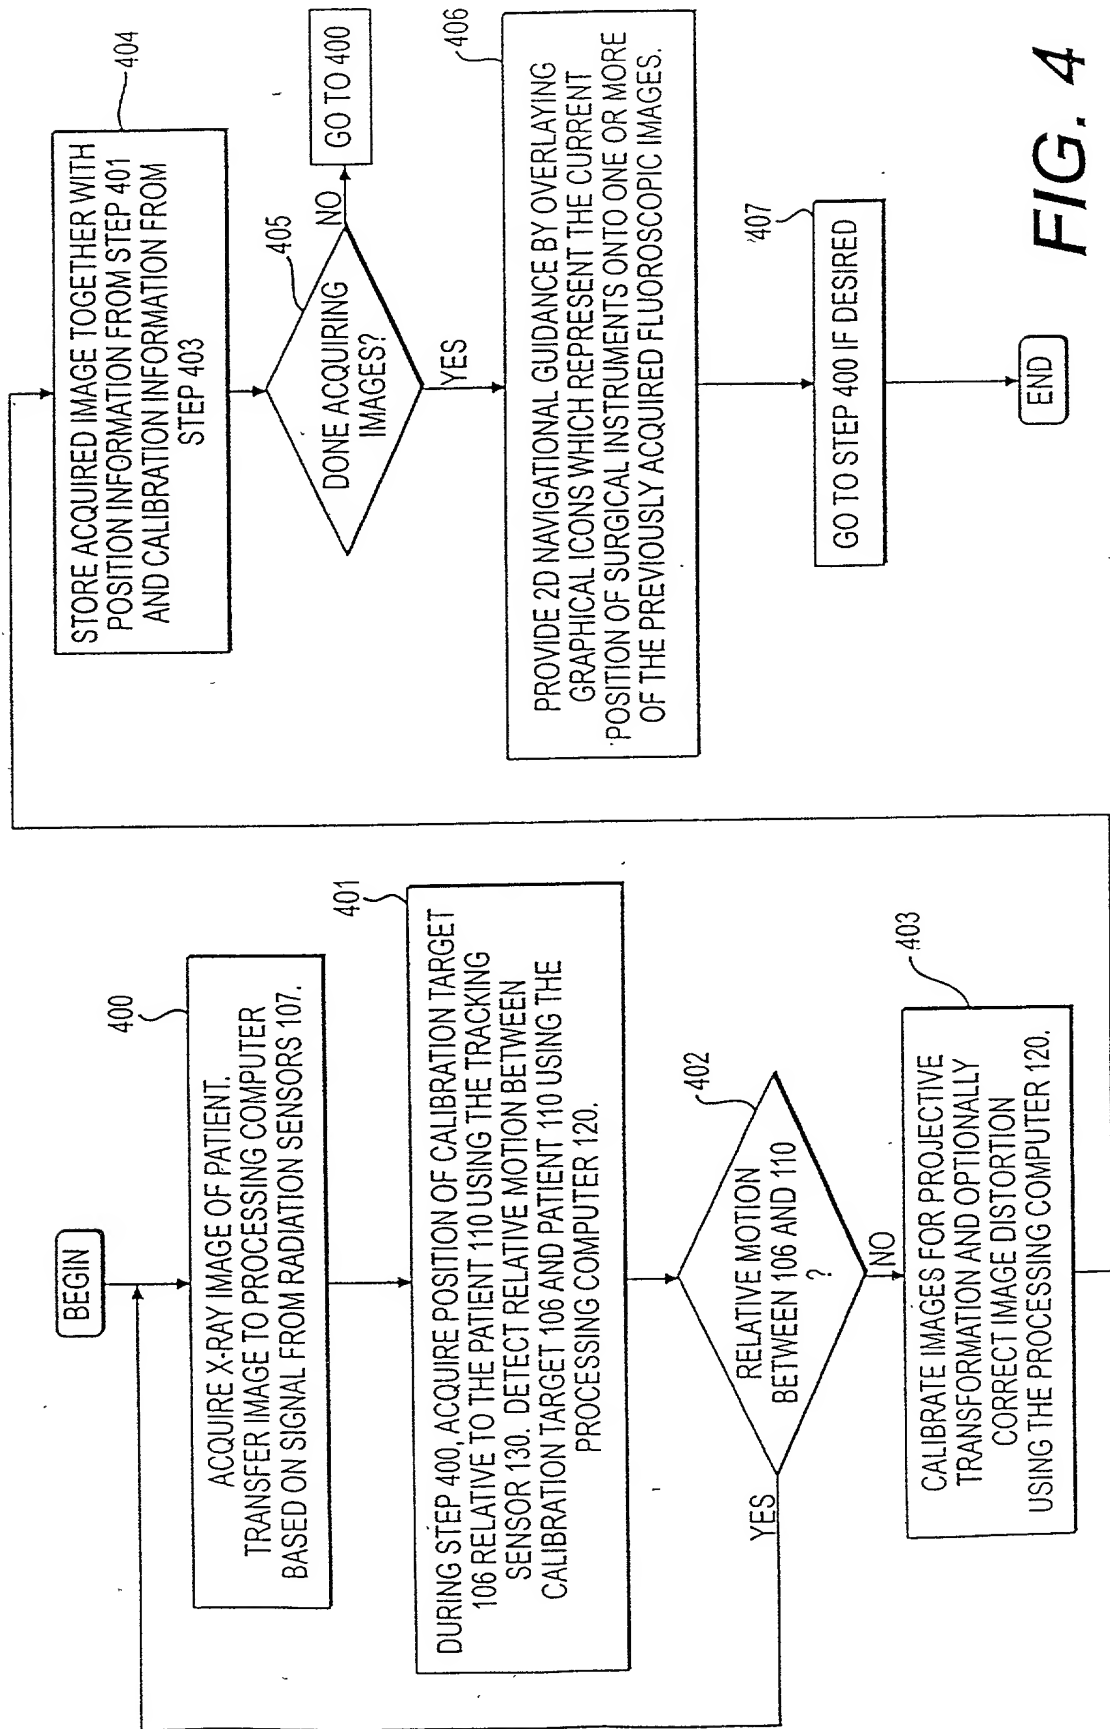 BEGIN
400
ACQUIRE X-RAY IMAGE OF PATIENT.
TRANSFER IMAGE TO PROCESSING COMPUTER
BASED ON SIGNAL FROM RADIATION SENSORS 107.
401
DURING STEP 400, ACQUIRE POSITION OF CALIBRATION TARGET
106 RELATIVE TO THE PATIENT 110 USING THE TRACKING
SENSOR 130. DETECT RELATIVE MOTION BETWEEN
CALIBRATION TARGET 106 AND PATIENT 110 USING THE
PROCESSING COMPUTER 120.
402
RELATIVE MOTION
BETWEEN 106 AND 110
?
YES
NO
403
CALIBRATE IMAGES FOR PROJECTIVE
TRANSFORMATION AND OPTIONALLY
CORRECT IMAGE DISTORTION
USING THE PROCESSING COMPUTER 120.
404
STORE ACQUIRED IMAGE TOGETHER WITH
POSITION INFORMATION FROM STEP 401
AND CALIBRATION INFORMATION FROM
STEP 403
405
DONE ACQUIRING
IMAGES?
NO
GO TO 400
YES
406
PROVIDE 2D NAVIGATIONAL GUIDANCE BY OVERLAYING
GRAPHICAL ICONS WHICH REPRESENT THE CURRENT
POSITION OF SURGICAL INSTRUMENTS ONTO ONE OR MORE
OF THE PREVIOUSLY ACQUIRED FLUOROSCOPIC IMAGES.
407
GO TO STEP 400 IF DESIRED
END
FIG. 4